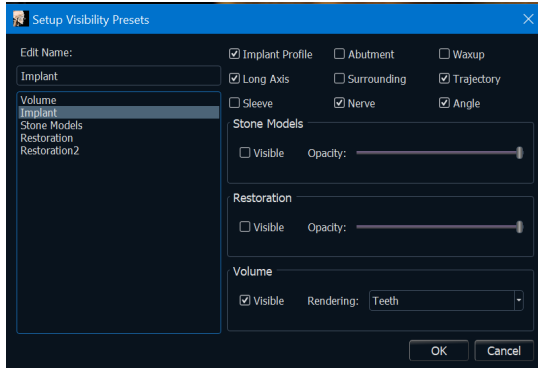 Setup Visibility Presets
Edit Name:
Implant
Volume
Implant
Stone Models
Restoration
Restoration2
Implant Profile Abutment Waxup
Long Axis Surrounding Trajectory
Sleeve Nerve Angle
Stone Models
Visible Opacity:
Restoration
Visible Opacity:
Volume
Visible Rendering: Teeth
OK Cancel